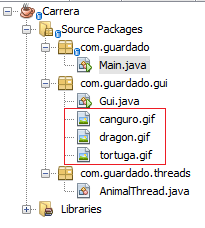 Carrera
Source Packages
com.guardado
Main.java
com.guardado.gui
Gui.java
canguro.gif
dragon.gif
tortuga.gif
com.guardado.threads
AnimalThread.java
Libraries